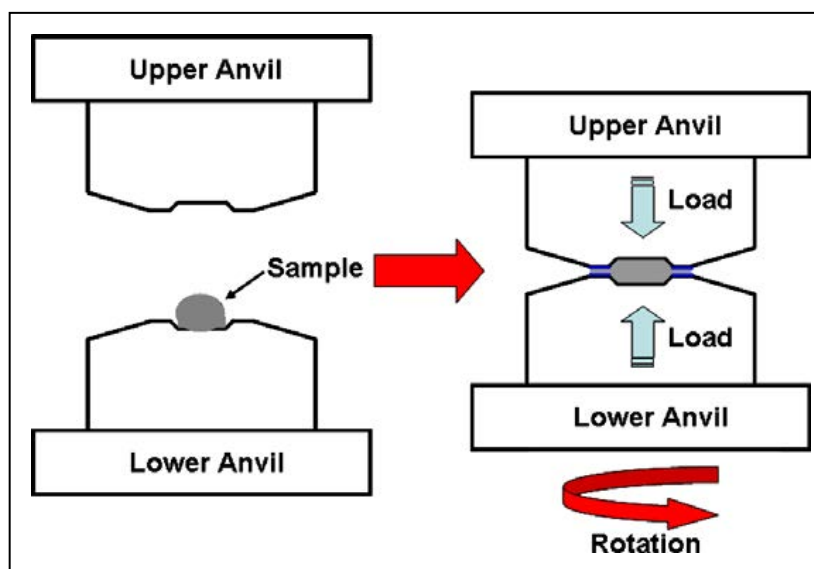 Upper Anvil
Sample
Lower Anvil
Upper Anvil
Load
Load
Lower Anvil
Rotation